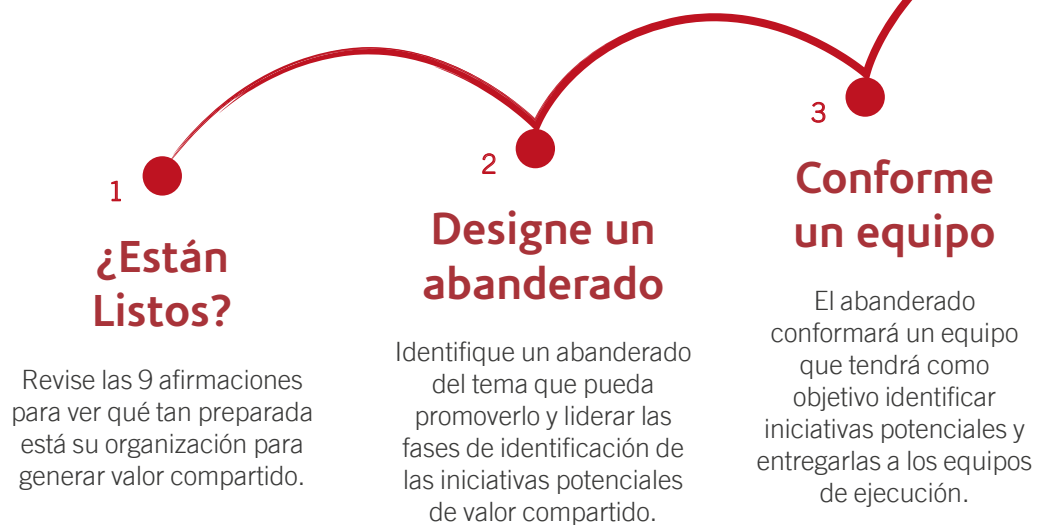 1
¿Están
Listos?
Revise las 9 afirmaciones
para ver qué tan preparada
está su organización para
generar valor compartido.
2
Designe un
abanderado
Identifique un abanderado
del tema que pueda
promoverlo y liderar las
fases de identificación de
las iniciativas potenciales
de valor compartido.
3
Conforme
un equipo
El abanderado
conformará un equipo
que tendrá como
objetivo identificar
iniciativas potenciales y
entregarlas a los equipos
de ejecución.